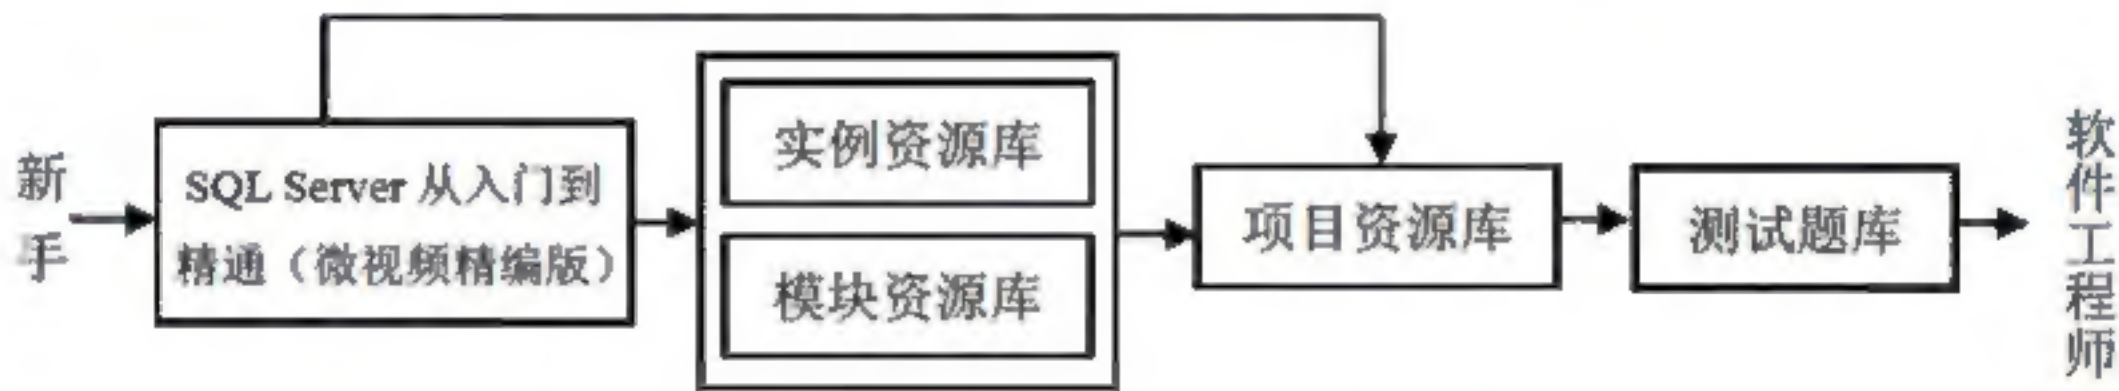 新手
SQL Server 从入门到
精通（微视频精编版）
实例资源库
模块资源库
项目资源库
测试题库
软件工程师